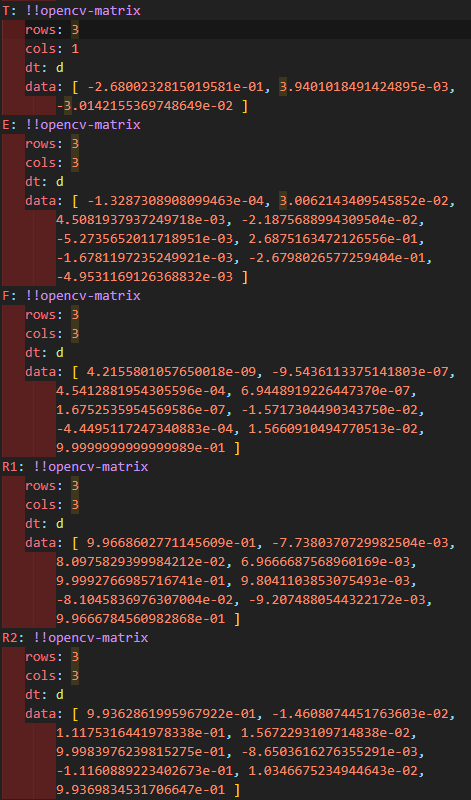 T: !!opencv-matrix
rows: 3
cols: 1
dt: d
data: [ -2.6800232815019581e-01, 3.9401018491424895e-03,
-3.0142155369748649e-02 ]
E: !!opencv-matrix
rows: 3
cols: 3
dt: d
data: [ -1.3287308908099463e-04, 3.0062143409545852e-02,
4.5081937937249718e-03, -2.1875688994309504e-02,
-5.2735652011718951e-03, 2.6875163472126556e-01,
-1.6781197235249921e-03, -2.6798026577259404e-01,
-4.9531169126368832e-03 ]
F: !!opencv-matrix
rows: 3
cols: 3
dt: d
data: [ 4.2155801057650018e-09, -9.5436113375141803e-07,
4.5412881954305596e-04, 6.9448919226447370e-07,
1.6752535954569586e-07, -1.5717304490343750e-02,
-4.4495117247340883e-04, 1.5660910494770513e-02,
9.9999999999999989e-01 ]
R1: !!opencv-matrix
rows: 3
cols: 3
dt: d
data: [ 9.9668602771145609e-01, -7.7380370729982504e-03,
8.0975829399984212e-02, 6.9666687568960169e-03,
9.9992766985716741e-01, 9.8041103853075493e-03,
-8.1045836976307004e-02, -9.2074880544322172e-03,
9.9666784560982868e-01 ]
R2: !!opencv-matrix
rows: 3
cols: 3
dt: d
data: [ 9.9362861995967922e-01, -1.4608074451763603e-02,
1.1175316441978338e-01, 1.5672293109714838e-02,
9.9983976239815275e-01, -8.6503616276355291e-03,
-1.1160889223402673e-01, 1.0346675234944643e-02,
9.9369834531706647e-01 ]